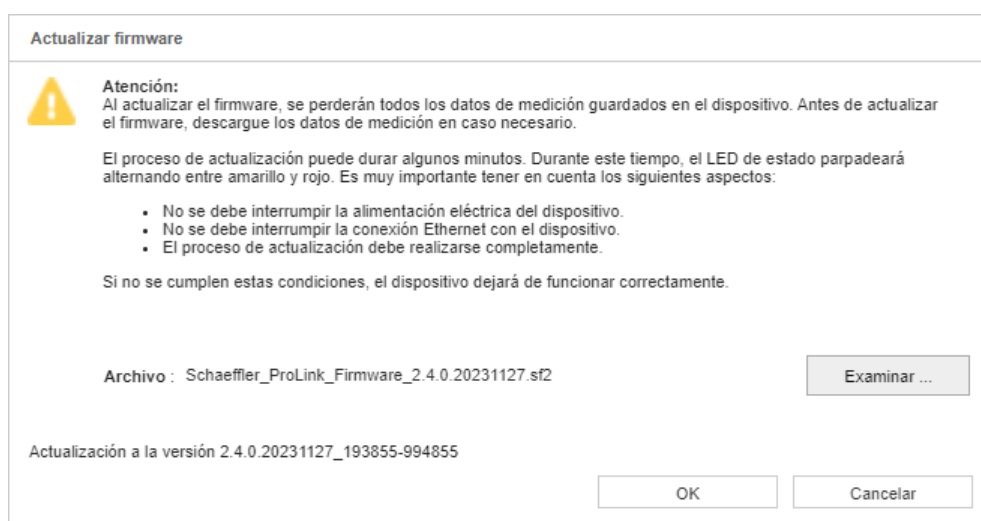 Actualizar firmware
Atención:
Al actualizar el firmware, se perderán todos los datos de medición guardados en el dispositivo. Antes de actualizar
el firmware, descargue los datos de medición en caso necesario.
El proceso de actualización puede durar algunos minutos. Durante este tiempo, el LED de estado parpadeará
alternando entre amarillo y rojo. Es muy importante tener en cuenta los siguientes aspectos:
• No se debe interrumpir la alimentación eléctrica del dispositivo.
• No se debe interrumpir la conexión Ethernet con el dispositivo.
• El proceso de actualización debe realizarse completamente.
Si no se cumplen estas condiciones, el dispositivo dejará de funcionar correctamente.
Archivo : Schaeffler_ProLink_Firmware_2.4.0.20231127.sf2 Examinar ...
Actualización a la versión 2.4.0.20231127_193855-994855
OK Cancelar